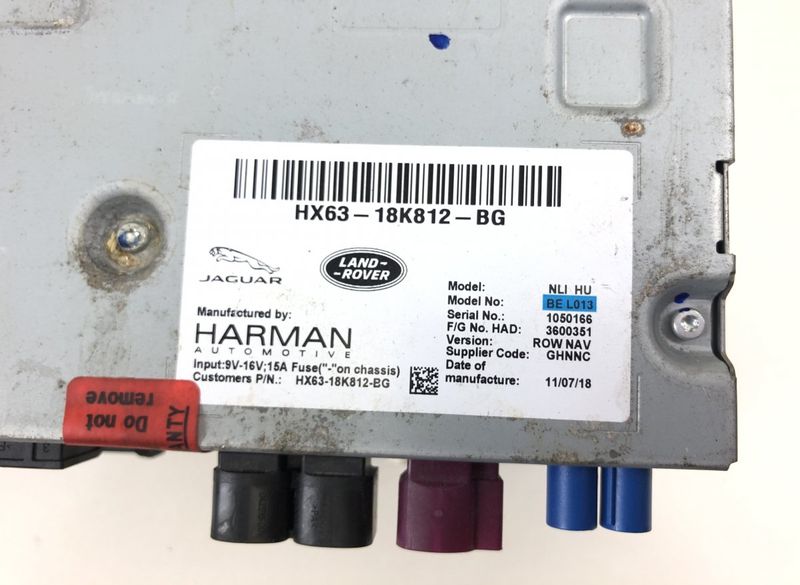 HX63-18K812-BG
JAGUAR
LAND-
-ROVER
Manufactured by:
HARMAN
AUTOMOTIVE
Input:9V-16V;15A Fuse("-"on chassis)
Customers P/N.: HX63-18K812-BG
Model: NLI HU
Model No: BE L013
Serial No.: 1050166
F/G No. HAD: 3600351
Version: ROW NAV
Supplier Code: GHNNC
Date of
manufacture: 11/07/18
Do not
remove
ANTY